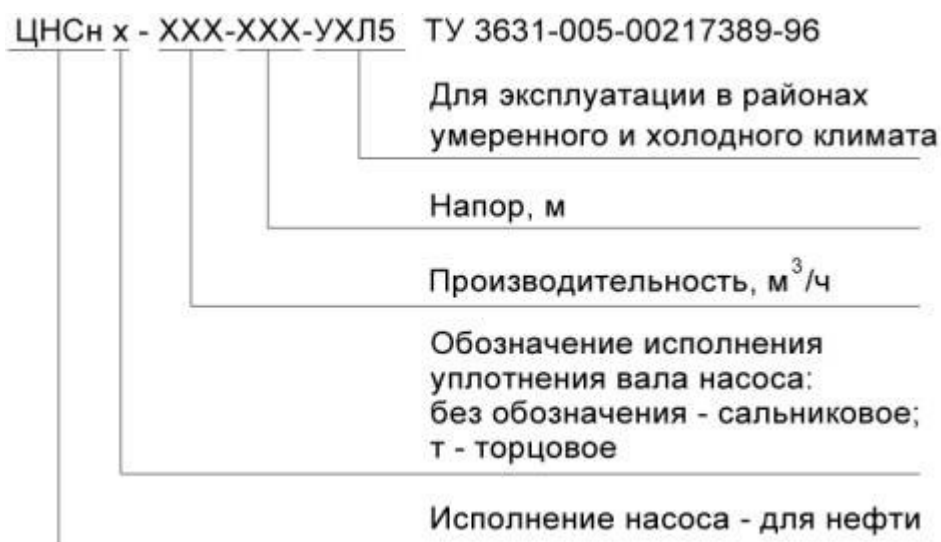 ЦНСн х - ХХХ-ХХХ-УХЛ5 ТУ 3631-005-00217389-96
Для эксплуатации в районах
умеренного и холодного климата
Напор, м
Производительность, м³/ч
Обозначение исполнения
уплотнения вала насоса:
без обозначения - сальниковое;
т - торцовое
Исполнение насоса - для нефти